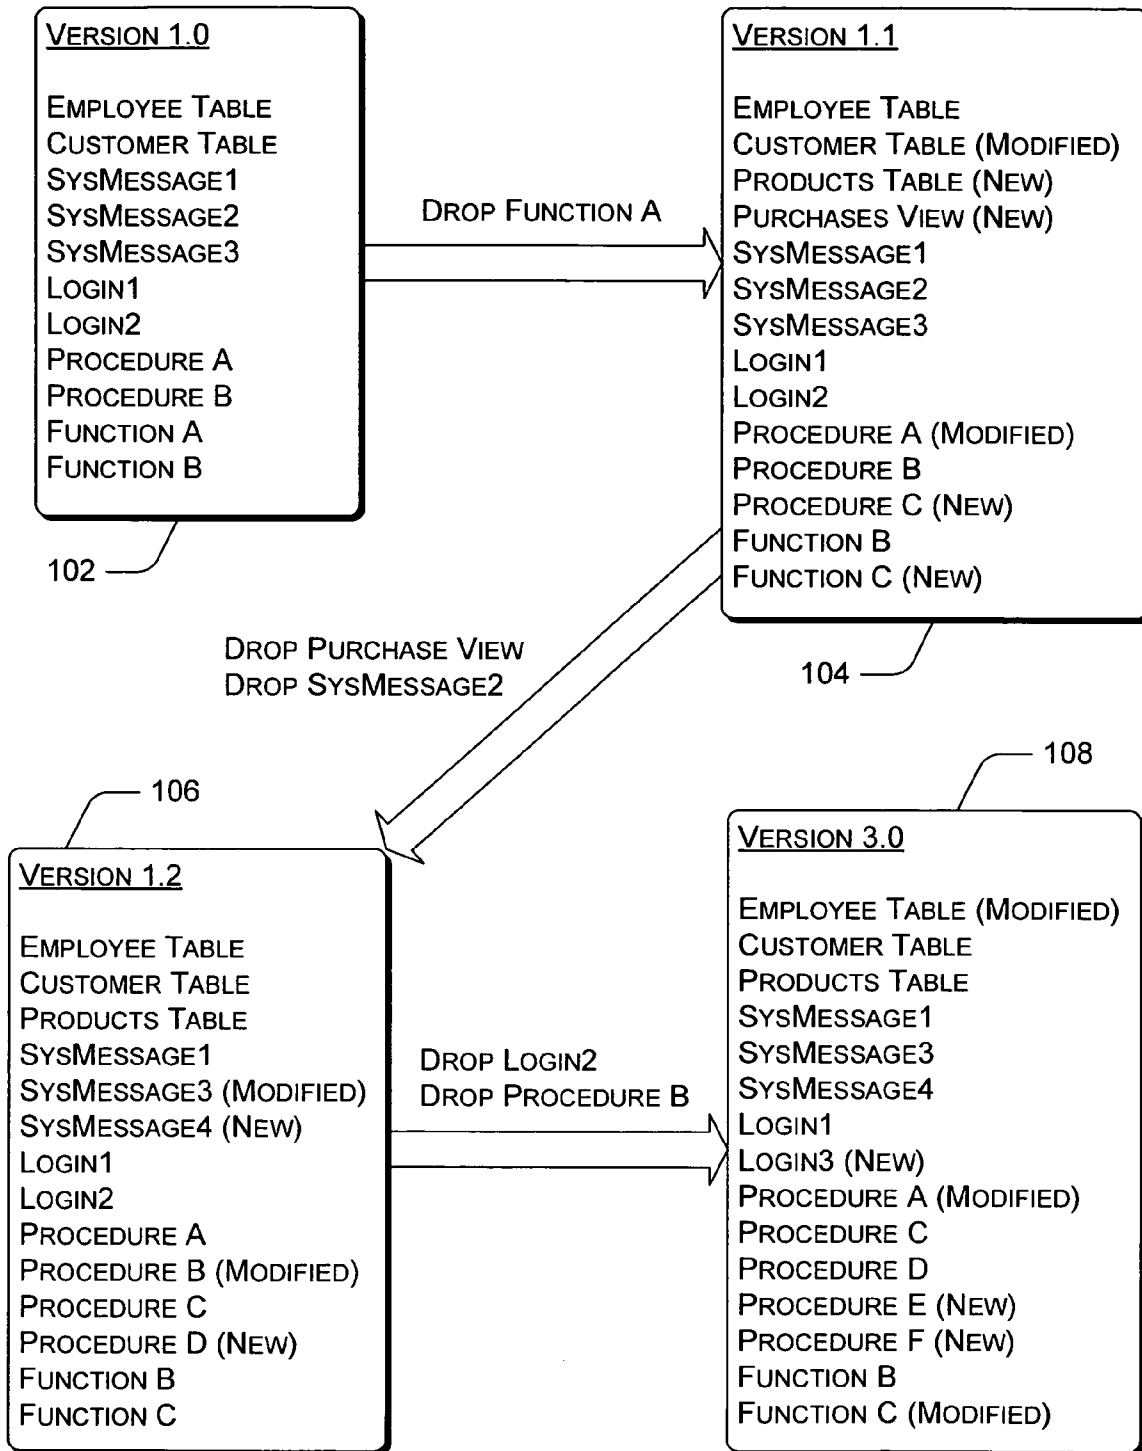 VERSION 1.0
EMPLOYEE TABLE
CUSTOMER TABLE
SYSMESSAGE1
SYSMESSAGE2
SYSMESSAGE3
LOGIN1
LOGIN2
PROCEDURE A
PROCEDURE B
FUNCTION A
FUNCTION B
102
DROP FUNCTION A
VERSION 1.1
EMPLOYEE TABLE
CUSTOMER TABLE (MODIFIED)
PRODUCTS TABLE (NEW)
PURCHASES VIEW (NEW)
SYSMESSAGE1
SYSMESSAGE2
SYSMESSAGE3
LOGIN1
LOGIN2
PROCEDURE A (MODIFIED)
PROCEDURE B
PROCEDURE C (NEW)
FUNCTION B
FUNCTION C (NEW)
104
DROP PURCHASE VIEW
DROP SYSMESSAGE2
106
VERSION 1.2
EMPLOYEE TABLE
CUSTOMER TABLE
PRODUCTS TABLE
SYSMESSAGE1
SYSMESSAGE3 (MODIFIED)
SYSMESSAGE4 (NEW)
LOGIN1
LOGIN2
PROCEDURE A
PROCEDURE B (MODIFIED)
PROCEDURE C
PROCEDURE D (NEW)
FUNCTION B
FUNCTION C
DROP LOGIN2
DROP PROCEDURE B
108
VERSION 3.0
EMPLOYEE TABLE (MODIFIED)
CUSTOMER TABLE
PRODUCTS TABLE
SYSMESSAGE1
SYSMESSAGE3
SYSMESSAGE4
LOGIN1
LOGIN3 (NEW)
PROCEDURE A (MODIFIED)
PROCEDURE C
PROCEDURE D
PROCEDURE E (NEW)
PROCEDURE F (NEW)
FUNCTION B
FUNCTION C (MODIFIED)